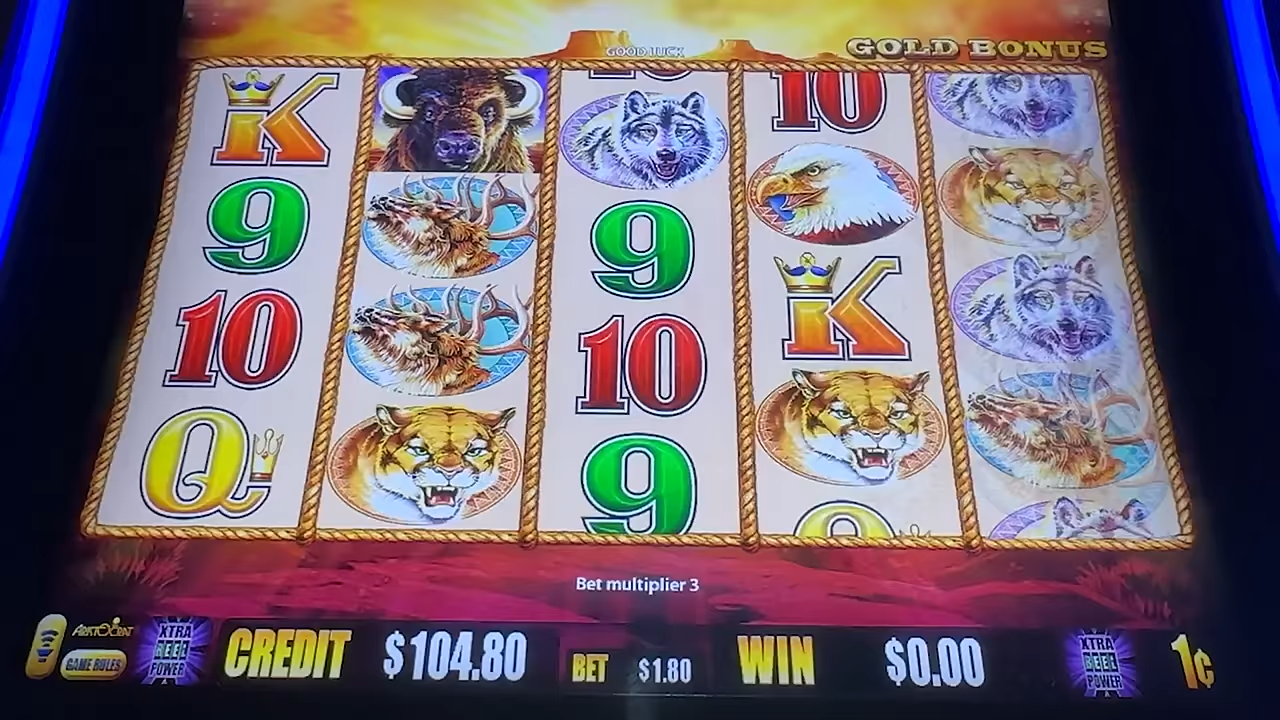 GOOD LUCK
GOLD BONUS
K
10
9
9
10
10
K
Q
9
Q
Bet multiplier 3
ARISTOCRAT
GAME RULES
XTRA
REEL
POWER
CREDIT $104.80
BET $1.80
WIN $0.00
XTRA
REEL
POWER
1¢